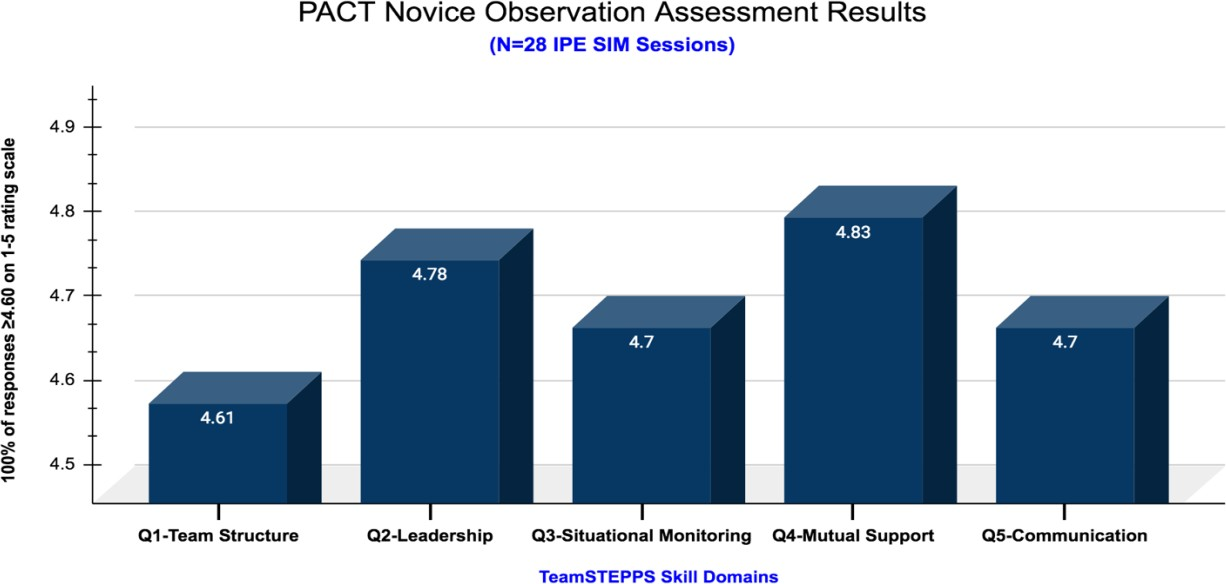 PACT Novice Observation Assessment Results
(N=28 IPE SIM Sessions)
100% of responses ≥4.60 on 1-5 rating scale
4.9
4.8
4.7
4.6
4.5
4.61
4.78
4.7
4.83
4.7
Q1-Team Structure
Q2-Leadership
Q3-Situational Monitoring
Q4-Mutual Support
Q5-Communication
TeamSTEPPS Skill Domains